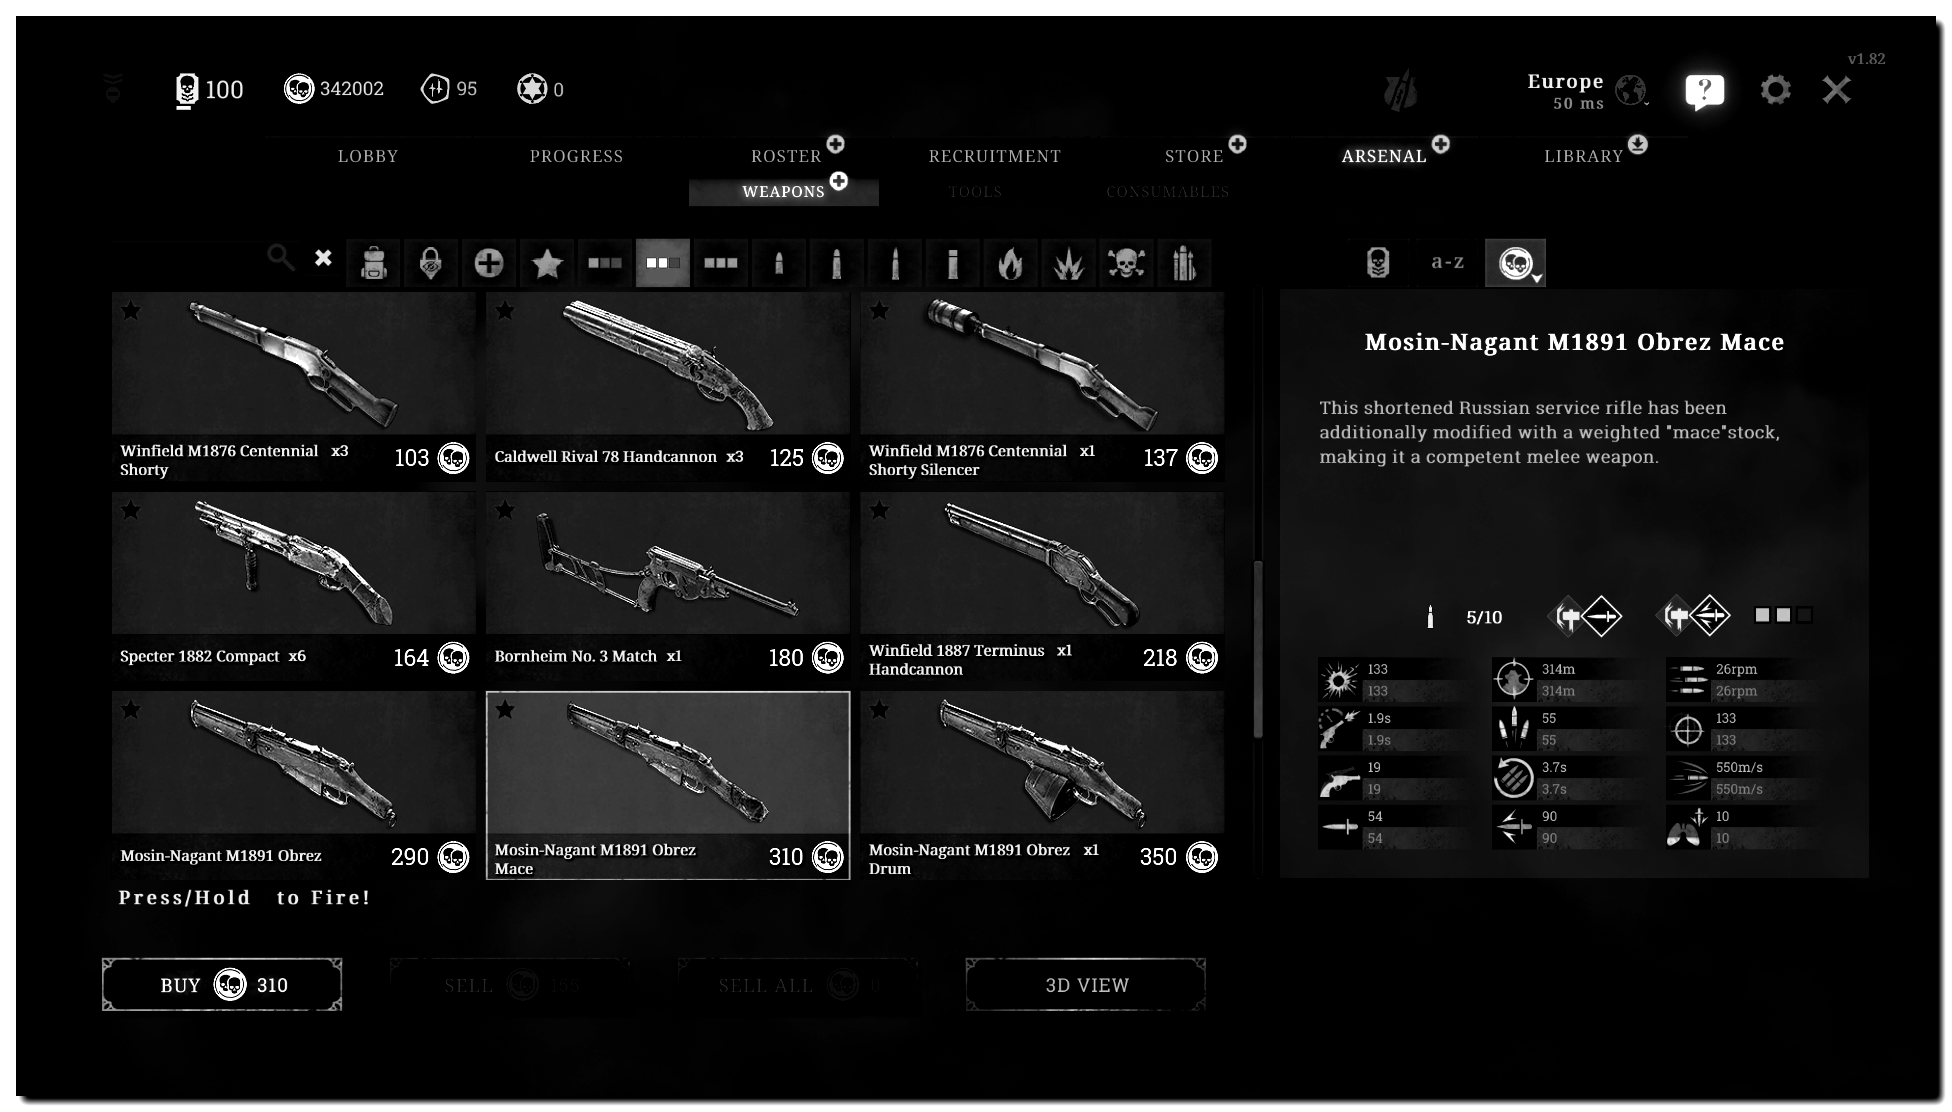 v1.82
100 342002 95 0
Europe
50 ms
?
LOBBY PROGRESS ROSTER RECRUITMENT STORE ARSENAL LIBRARY
WEAPONS TOOLS CONSUMABLES
a-z
Winfield M1876 Centennial Shorty x3 103
Caldwell Rival 78 Handcannon x3 125
Winfield M1876 Centennial Shorty Silencer x1 137
Specter 1882 Compact x6 164
Bornheim No. 3 Match x1 180
Winfield 1887 Terminus Handcannon x1 218
Mosin-Nagant M1891 Obrez 290
Mosin-Nagant M1891 Obrez Mace 310
Mosin-Nagant M1891 Obrez Drum x1 350
Press/Hold to Fire!
BUY 310
SELL 155
SELL ALL 0
3D VIEW
Mosin-Nagant M1891 Obrez Mace
This shortened Russian service rifle has been
additionally modified with a weighted "mace"stock,
making it a competent melee weapon.
5/10
133 314m 26rpm
133 314m 26rpm
1.9s 55 133
1.9s 55 133
19 3.7s 550m/s
19 3.7s 550m/s
54 90 10
54 90 10